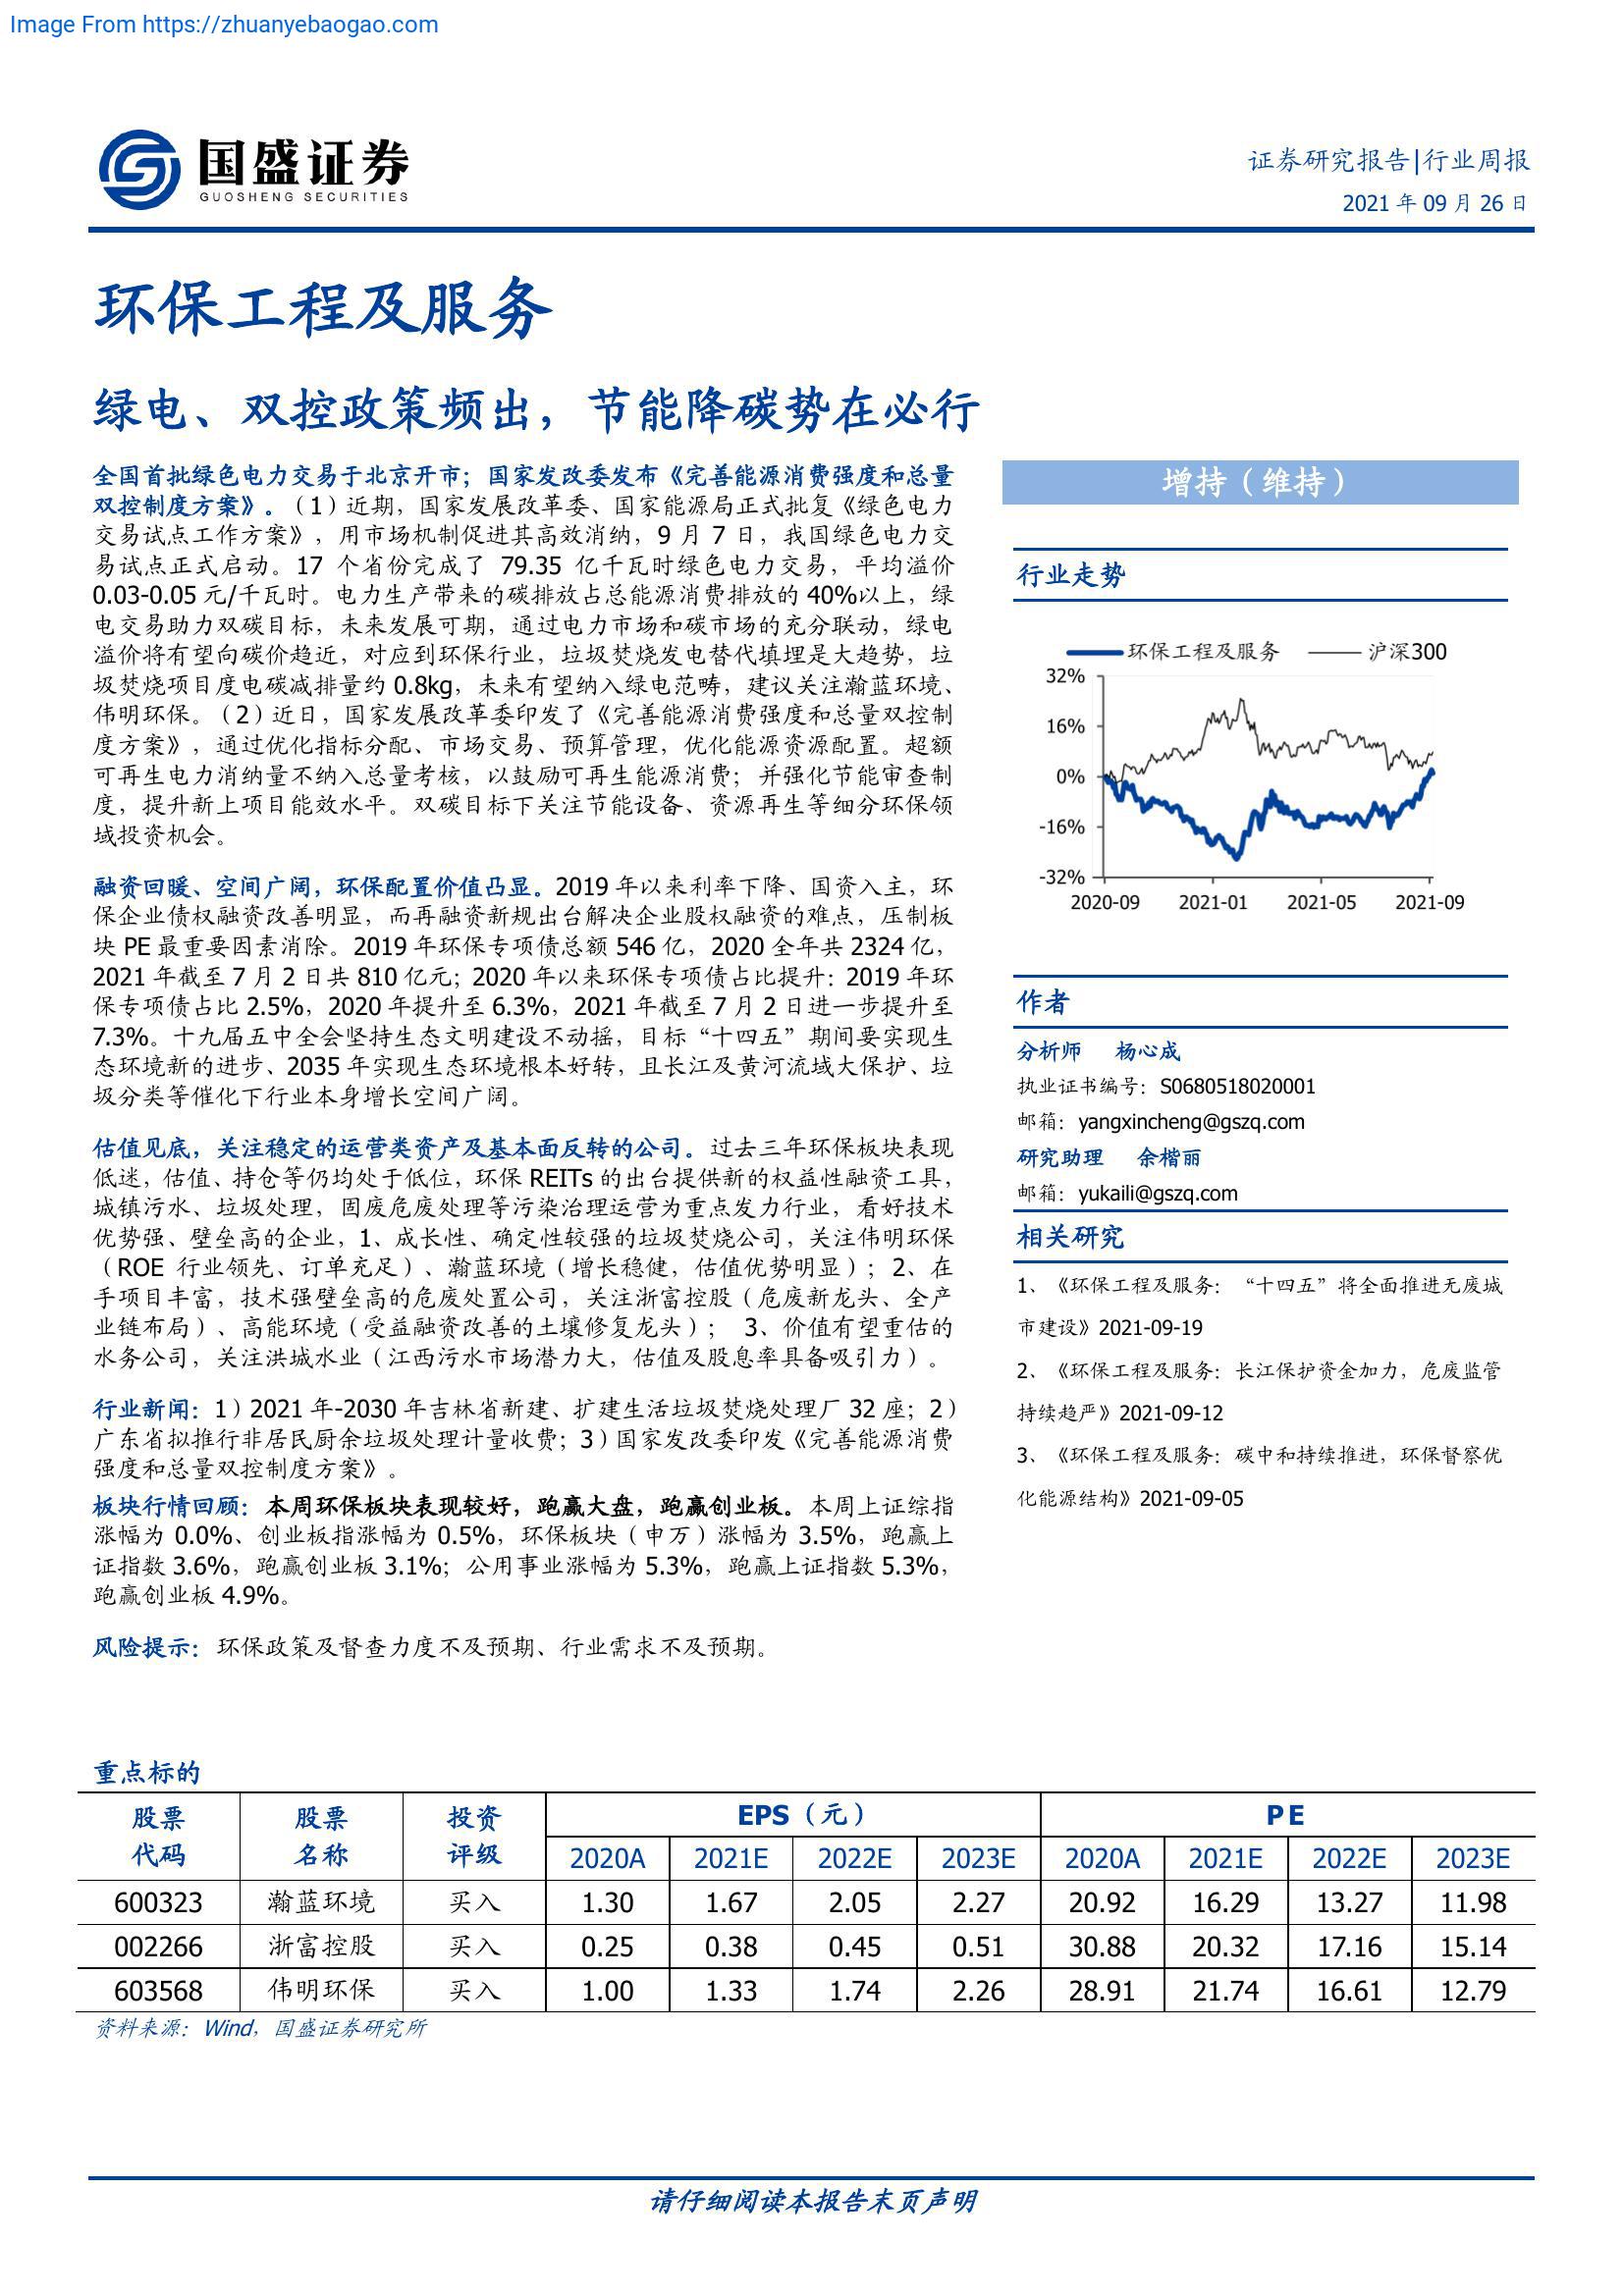 Image From https://zhuanyebaogao.com
国盛证券
GUOSHENG SECURITIES
证券研究报告|行业周报
2021 年 09 月 26 日
环保工程及服务
绿电、双控政策频出，节能降碳势在必行
全国首批绿色电力交易于北京开市；国家发改委发布《完善能源消费强度和总量
双控制度方案》。（1）近期，国家发展改革委、国家能源局正式批复《绿色电力
交易试点工作方案》，用市场机制促进其高效消纳，9 月 7 日，我国绿色电力交
易试点正式启动。17 个省份完成了 79.35 亿千瓦时绿色电力交易，平均溢价
0.03-0.05 元/千瓦时。电力生产带来的碳排放占总能源消费排放的 40%以上，绿
电交易助力双碳目标，未来发展可期，通过电力市场和碳市场的充分联动，绿电
溢价将有望向碳价趋近，对应到环保行业，垃圾焚烧发电替代填埋是大趋势，垃
圾焚烧项目度电碳减排量约 0.8kg，未来有望纳入绿电范畴，建议关注瀚蓝环境、
伟明环保。（2）近日，国家发展改革委印发了《完善能源消费强度和总量双控制
度方案》，通过优化指标分配、市场交易、预算管理，优化能源资源配置。超额
可再生电力消纳量不纳入总量考核，以鼓励可再生能源消费；并强化节能审查制
度，提升新上项目能效水平。双碳目标下关注节能设备、资源再生等细分环保领
域投资机会。
融资回暖、空间广阔，环保配置价值凸显。2019 年以来利率下降、国资入主，环
保企业债权融资改善明显，而再融资新规出台解决企业股权融资的难点，压制板
块 PE 最重要因素消除。2019 年环保专项债总额 546 亿，2020 全年共 2324 亿，
2021 年截至 7 月 2 日共 810 亿元；2020 年以来环保专项债占比提升：2019 年环
保专项债占比 2.5%，2020 年提升至 6.3%，2021 年截至 7 月 2 日进一步提升至
7.3%。十九届五中全会坚持生态文明建设不动摇，目标“十四五”期间要实现生
态环境新的进步、2035 年实现生态环境根本好转，且长江及黄河流域大保护、垃
圾分类等催化下行业本身增长空间广阔。
估值见底，关注稳定的运营类资产及基本面反转的公司。过去三年环保板块表现
低迷，估值、持仓等仍均处于低位，环保 REITs 的出台提供新的权益性融资工具，
城镇污水、垃圾处理，固废危废处理等污染治理运营为重点发力行业，看好技术
优势强、壁垒高的企业，1、成长性、确定性较强的垃圾焚烧公司，关注伟明环保
（ROE 行业领先、订单充足）、瀚蓝环境（增长稳健，估值优势明显）；2、在
手项目丰富，技术强壁垒高的危废处置公司，关注浙富控股（危废新龙头、全产
业链布局）、高能环境（受益融资改善的土壤修复龙头）； 3、价值有望重估的
水务公司，关注洪城水业（江西污水市场潜力大，估值及股息率具备吸引力）。
行业新闻：1）2021 年-2030 年吉林省新建、扩建生活垃圾焚烧处理厂 32 座；2）
广东省拟推行非居民厨余垃圾处理计量收费；3）国家发改委印发《完善能源消费
强度和总量双控制度方案》。
板块行情回顾：本周环保板块表现较好，跑赢大盘，跑赢创业板。本周上证综指
涨幅为 0.0%、创业板指涨幅为 0.5%，环保板块（申万）涨幅为 3.5%，跑赢上
证指数 3.6%，跑赢创业板 3.1%；公用事业涨幅为 5.3%，跑赢上证指数 5.3%，
跑赢创业板 4.9%。
风险提示：环保政策及督查力度不及预期、行业需求不及预期。
增持（维持）
行业走势
环保工程及服务 沪深300
32%
16%
0%
-16%
-32%
2020-09 2021-01 2021-05 2021-09
作者
分析师 杨心成
执业证书编号：S0680518020001
邮箱：yangxincheng@gszq.com
研究助理 余楷丽
邮箱：yukaili@gszq.com
相关研究
1、《环保工程及服务：“十四五”将全面推进无废城
市建设》2021-09-19
2、《环保工程及服务：长江保护资金加力，危废监管
持续趋严》2021-09-12
3、《环保工程及服务：碳中和持续推进，环保督察优
化能源结构》2021-09-05
重点标的
股票 股票 投资 EPS（元） PE
代码 名称 评级 2020A 2021E 2022E 2023E 2020A 2021E 2022E 2023E
600323 瀚蓝环境 买入 1.30 1.67 2.05 2.27 20.92 16.29 13.27 11.98
002266 浙富控股 买入 0.25 0.38 0.45 0.51 30.88 20.32 17.16 15.14
603568 伟明环保 买入 1.00 1.33 1.74 2.26 28.91 21.74 16.61 12.79
资料来源：Wind，国盛证券研究所
请仔细阅读本报告末页声明